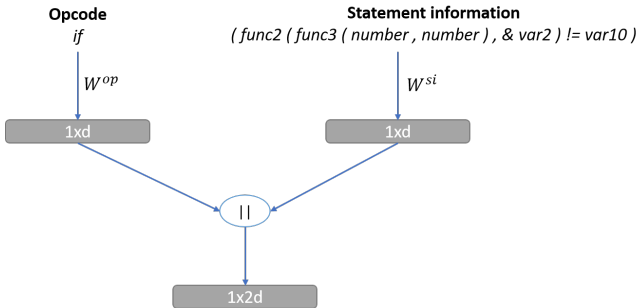 Opcode
if
Statement information
( func2 ( func3 ( number , number ) , & var2 ) != var10 )
W^{op}
W^{si}
1xd
1xd
||
1x2d